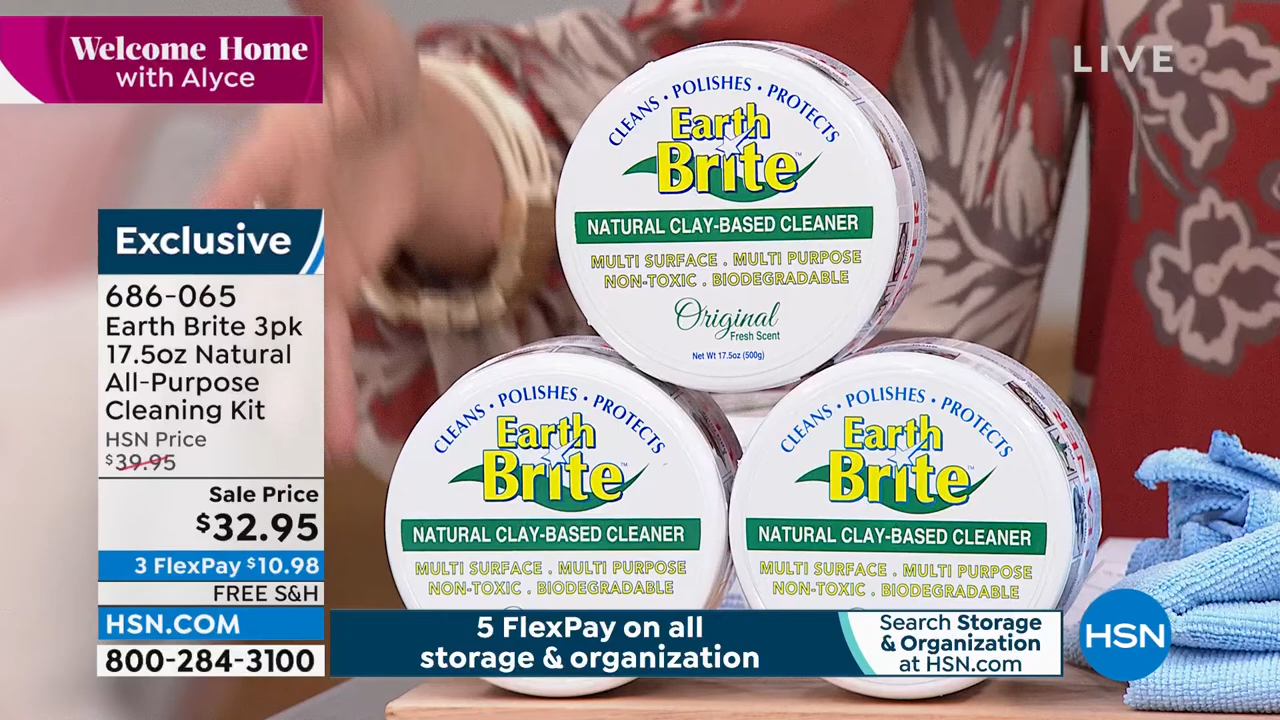 Welcome Home
with Alyce
LIVE
Exclusive
686-065
Earth Brite 3pk
17.5oz Natural
All-Purpose
Cleaning Kit
HSN Price
$39.95
Sale Price
$32.95
3 FlexPay $10.98
FREE S&H
HSN.COM
800-284-3100
CLEANS • POLISHES • PROTECTS
Earth
Brite™
NATURAL CLAY-BASED CLEANER
MULTI SURFACE . MULTI PURPOSE
NON-TOXIC . BIODEGRADABLE
Original
Fresh Scent
Net Wt 17.5oz (500g)
CLEANS • POLISHES • PROTECTS
Earth
Brite™
NATURAL CLAY-BASED CLEANER
MULTI SURFACE . MULTI PURPOSE
NON-TOXIC . BIODEGRADABLE
CLEANS • POLISHES • PROTECTS
Earth
Brite™
NATURAL CLAY-BASED CLEANER
MULTI SURFACE . MULTI PURPOSE
NON-TOXIC . BIODEGRADABLE
5 FlexPay on all
storage & organization
Search Storage
& Organization
at HSN.com
HSN